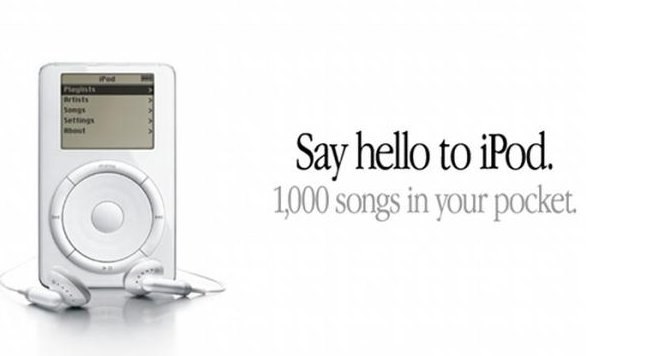 iPod
Playlists >
Artists >
Songs >
Settings >
About >
Say hello to iPod.
1,000 songs in your pocket.